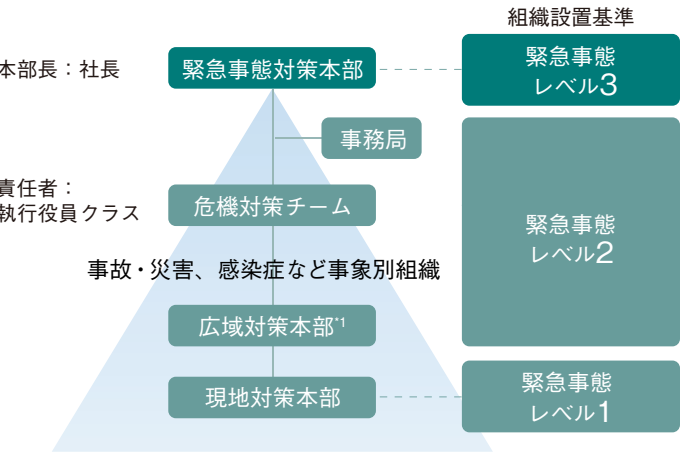 組織設置基準
本部長：社長
緊急事態対策本部
緊急事態
レベル3
事務局
責任者：
執行役員クラス
危機対策チーム
緊急事態
レベル2
事故・災害、感染症など事象別組織
広域対策本部*1
現地対策本部
緊急事態
レベル1